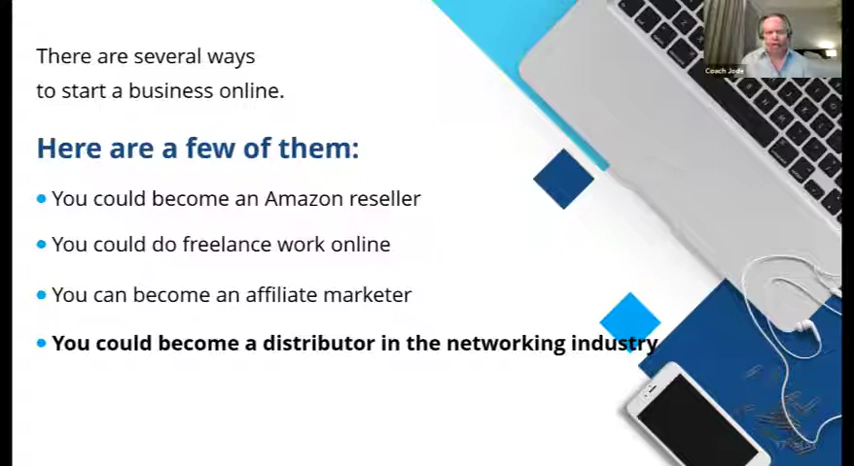 There are several ways
to start a business online.
Here are a few of them:
You could become an Amazon reseller
You could do freelance work online
You can become an affiliate marketer
You could become a distributor in the networking industry
Coach Jode